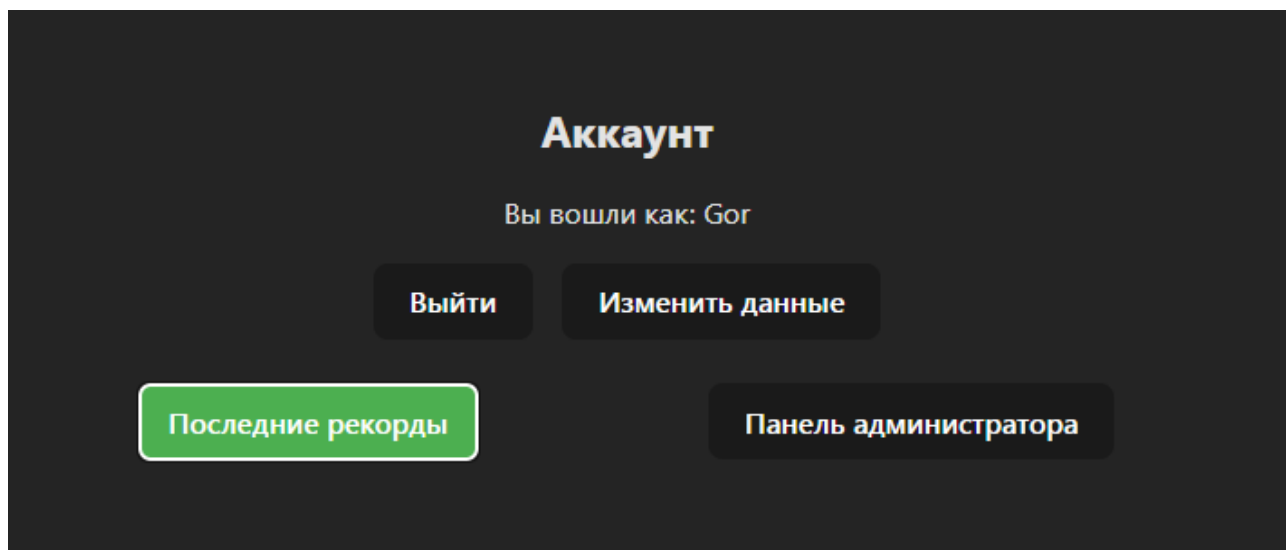 Аккаунт
Вы вошли как: Gor
Выйти Изменить данные
Последние рекорды Панель администратора